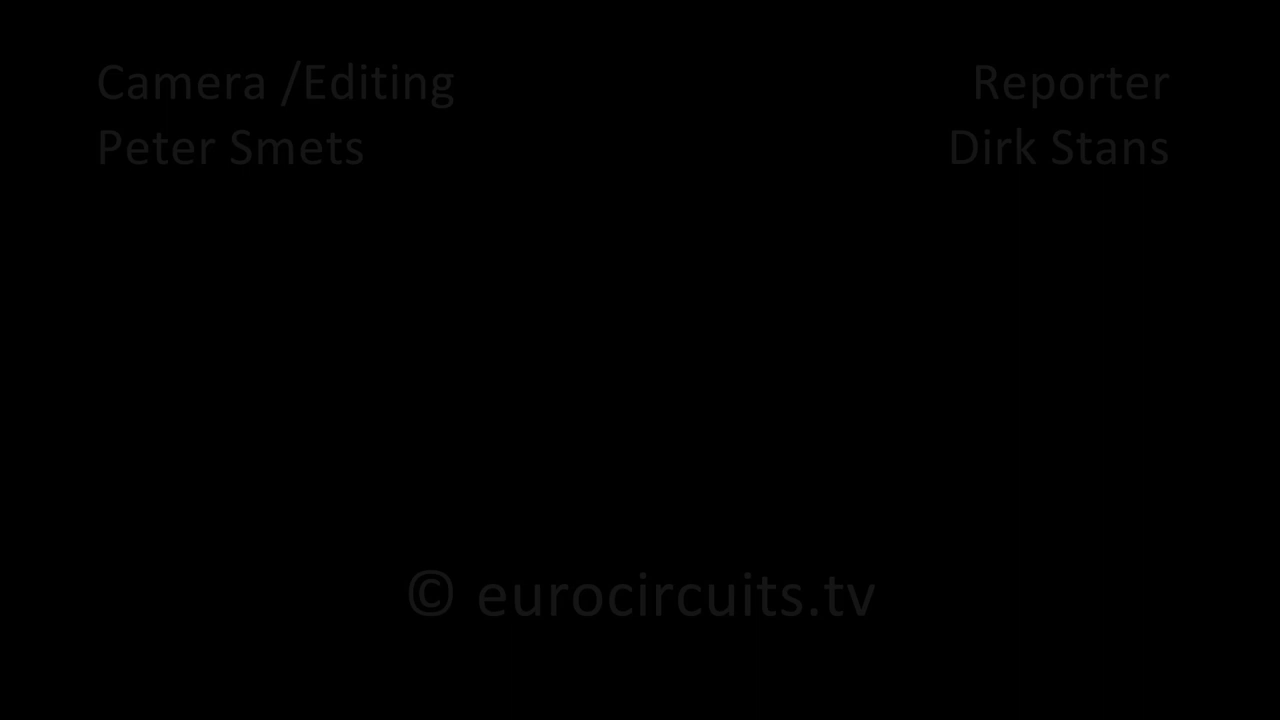 Camera /Editing
Peter Smets
Reporter
Dirk Stans
© eurocircuits.tv